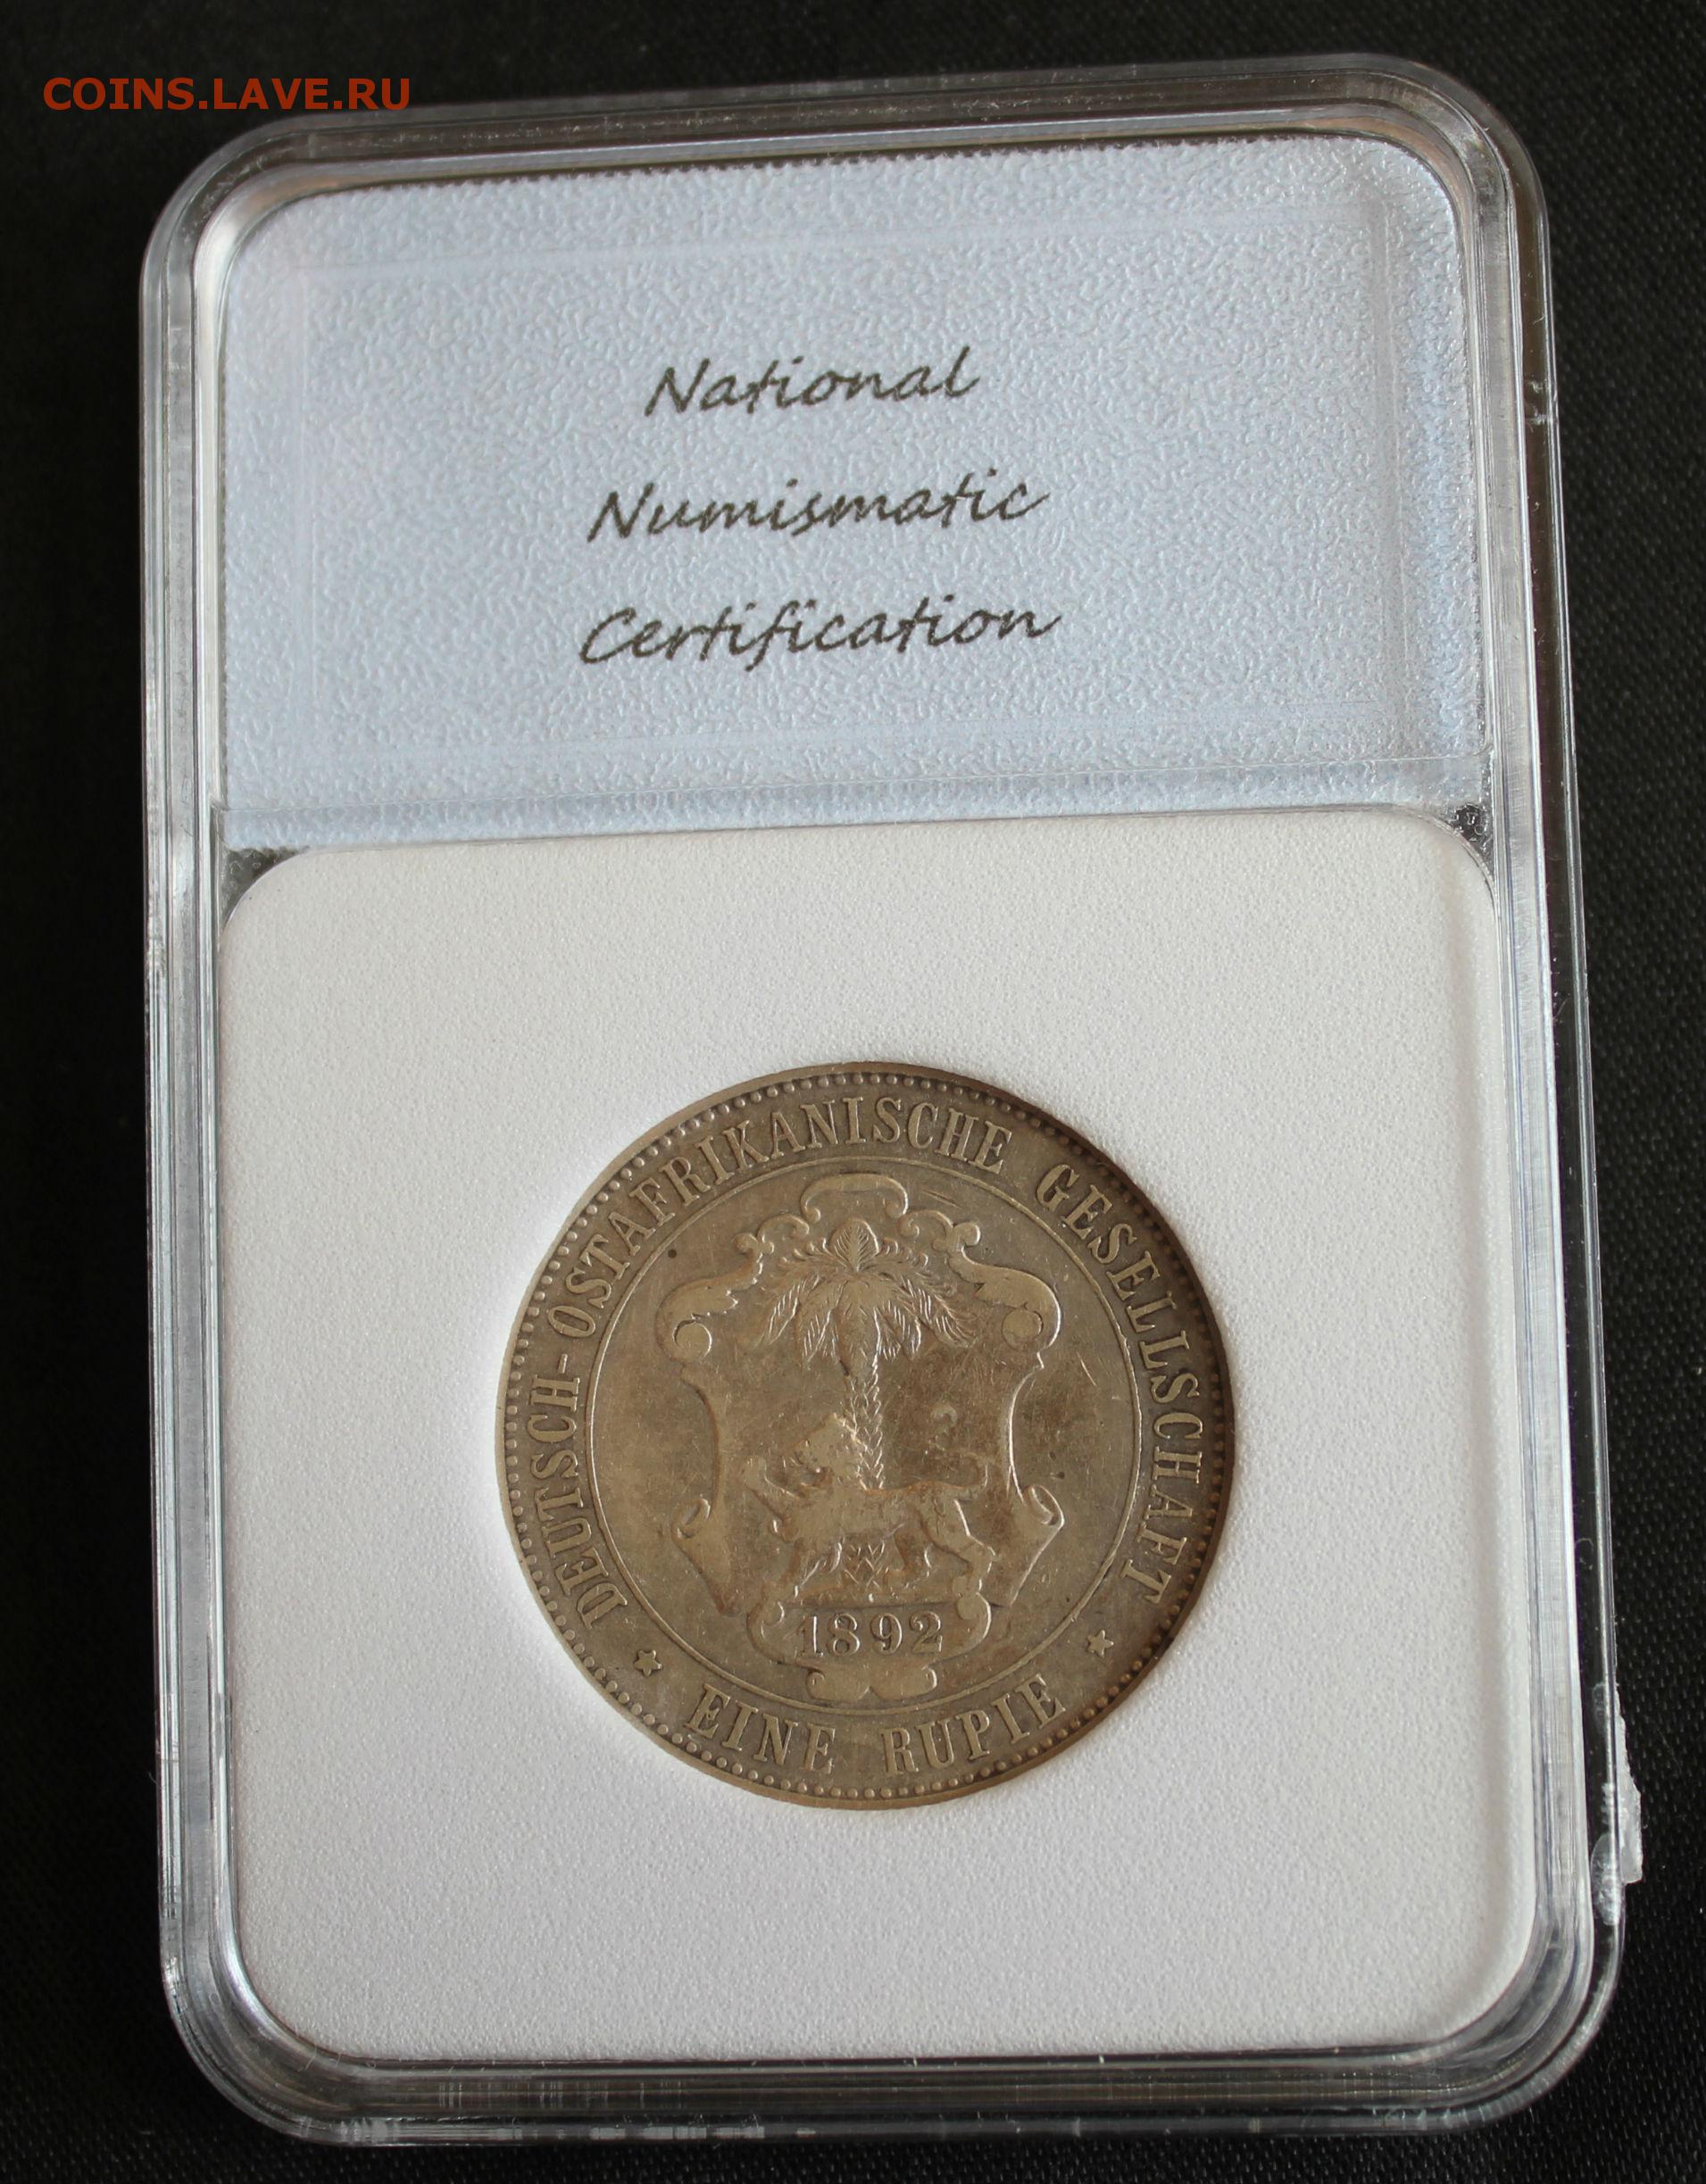 COINS.LAVE.RU
National
Numismatic
Certification
DEUTSCH-OSTAFRIKANISCHE GESELLSCHAFT
1892
EINE RUPIE